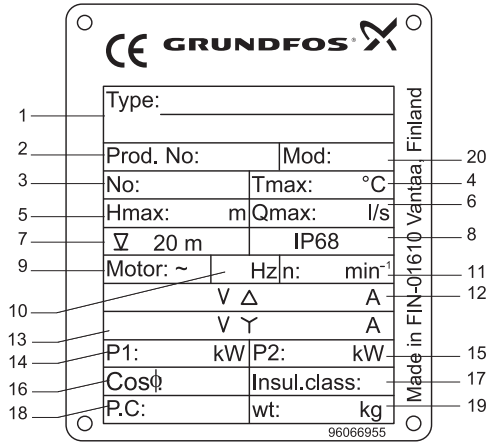 CE GRUNDFOS
Type:
1
2 Prod. No: Mod: 20
3 No: Tmax: °C 4
5 Hmax: m Qmax: l/s 6
7 ∇ 20 m IP68 8
9 Motor: ~ Hz n: min⁻¹ 11
10 V △ A 12
13 V Y A
14 P1: kW P2: kW 15
16 Cosϕ Insul.class: 17
18 P.C: wt: kg 19
96066955
Made in FIN-01610 Vantaa, Finland